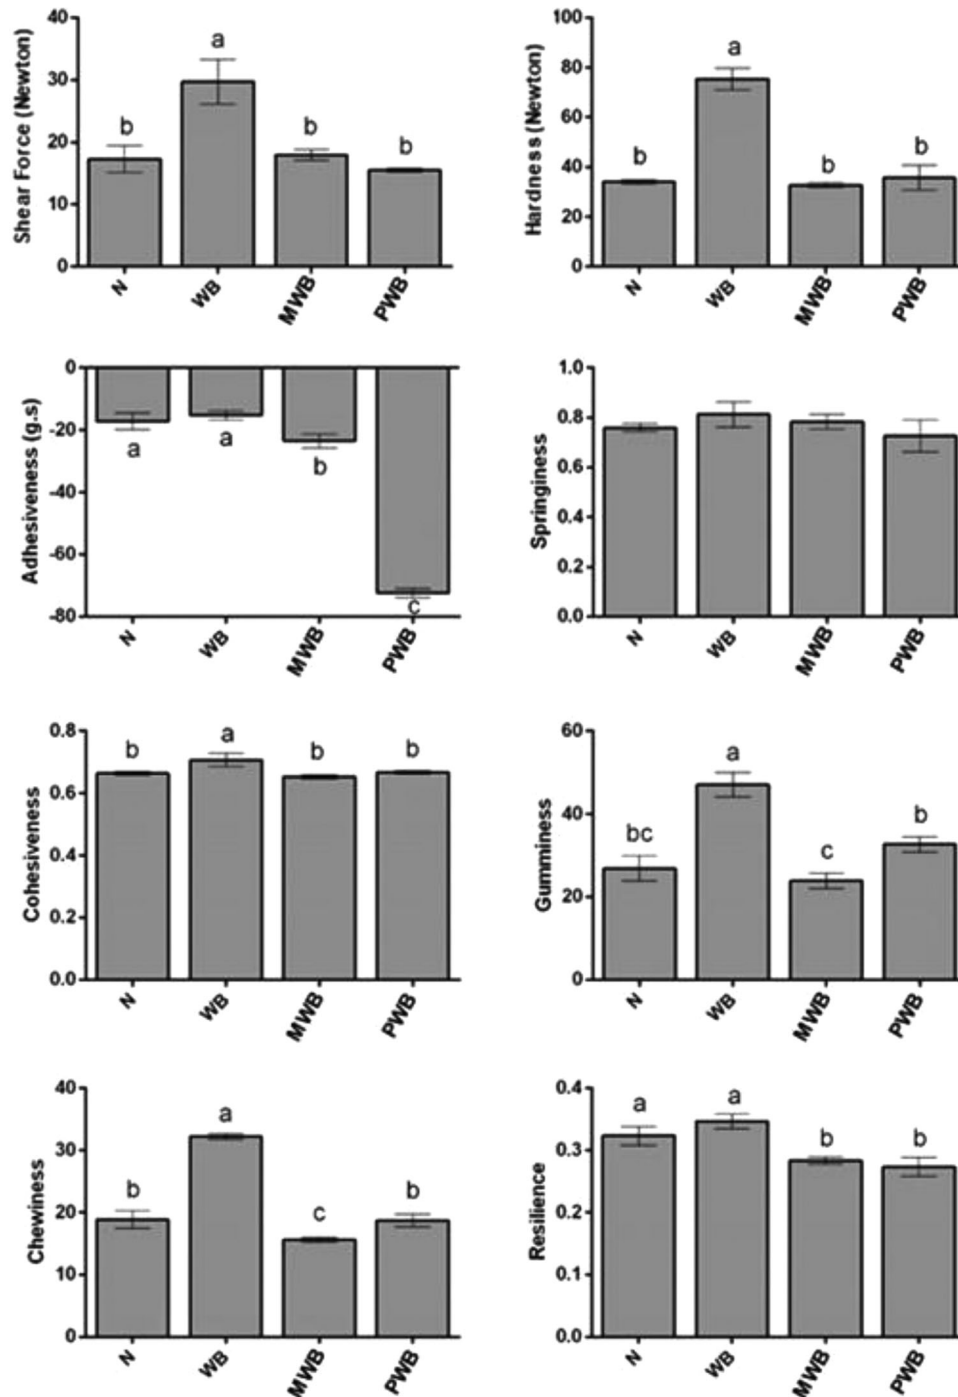 Shear Force (Newton)
40
30
20
10
0
b
a
b
b
N
WB
MWB
PWB
Hardness (Newton)
100
80
60
40
20
0
b
a
b
b
N
WB
MWB
PWB
Adhesiveness (g.s)
0
-20
-40
-60
-80
a
a
b
c
N
WB
MWB
PWB
Springiness
1.0
0.8
0.6
0.4
0.2
0.0
N
WB
MWB
PWB
Cohesiveness
0.8
0.6
0.4
0.2
0.0
b
a
b
b
N
WB
MWB
PWB
Gumminess
60
40
20
0
bc
a
c
b
N
WB
MWB
PWB
Chewiness
40
30
20
10
0
b
a
c
b
N
WB
MWB
PWB
Resilience
0.4
0.3
0.2
0.1
0.0
a
a
b
b
N
WB
MWB
PWB